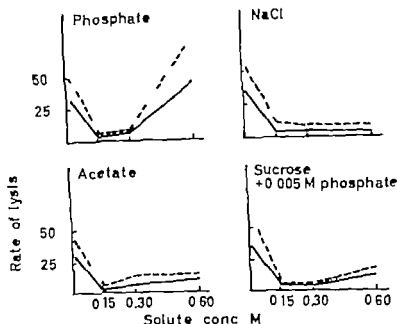 Phosphate
NaCl
50
25
Acetate
Sucrose
+0 005 M phosphate
Rate of lysis
50
25
0 15 0 30 0 60
0 15 0 30 0 60
Solute conc M